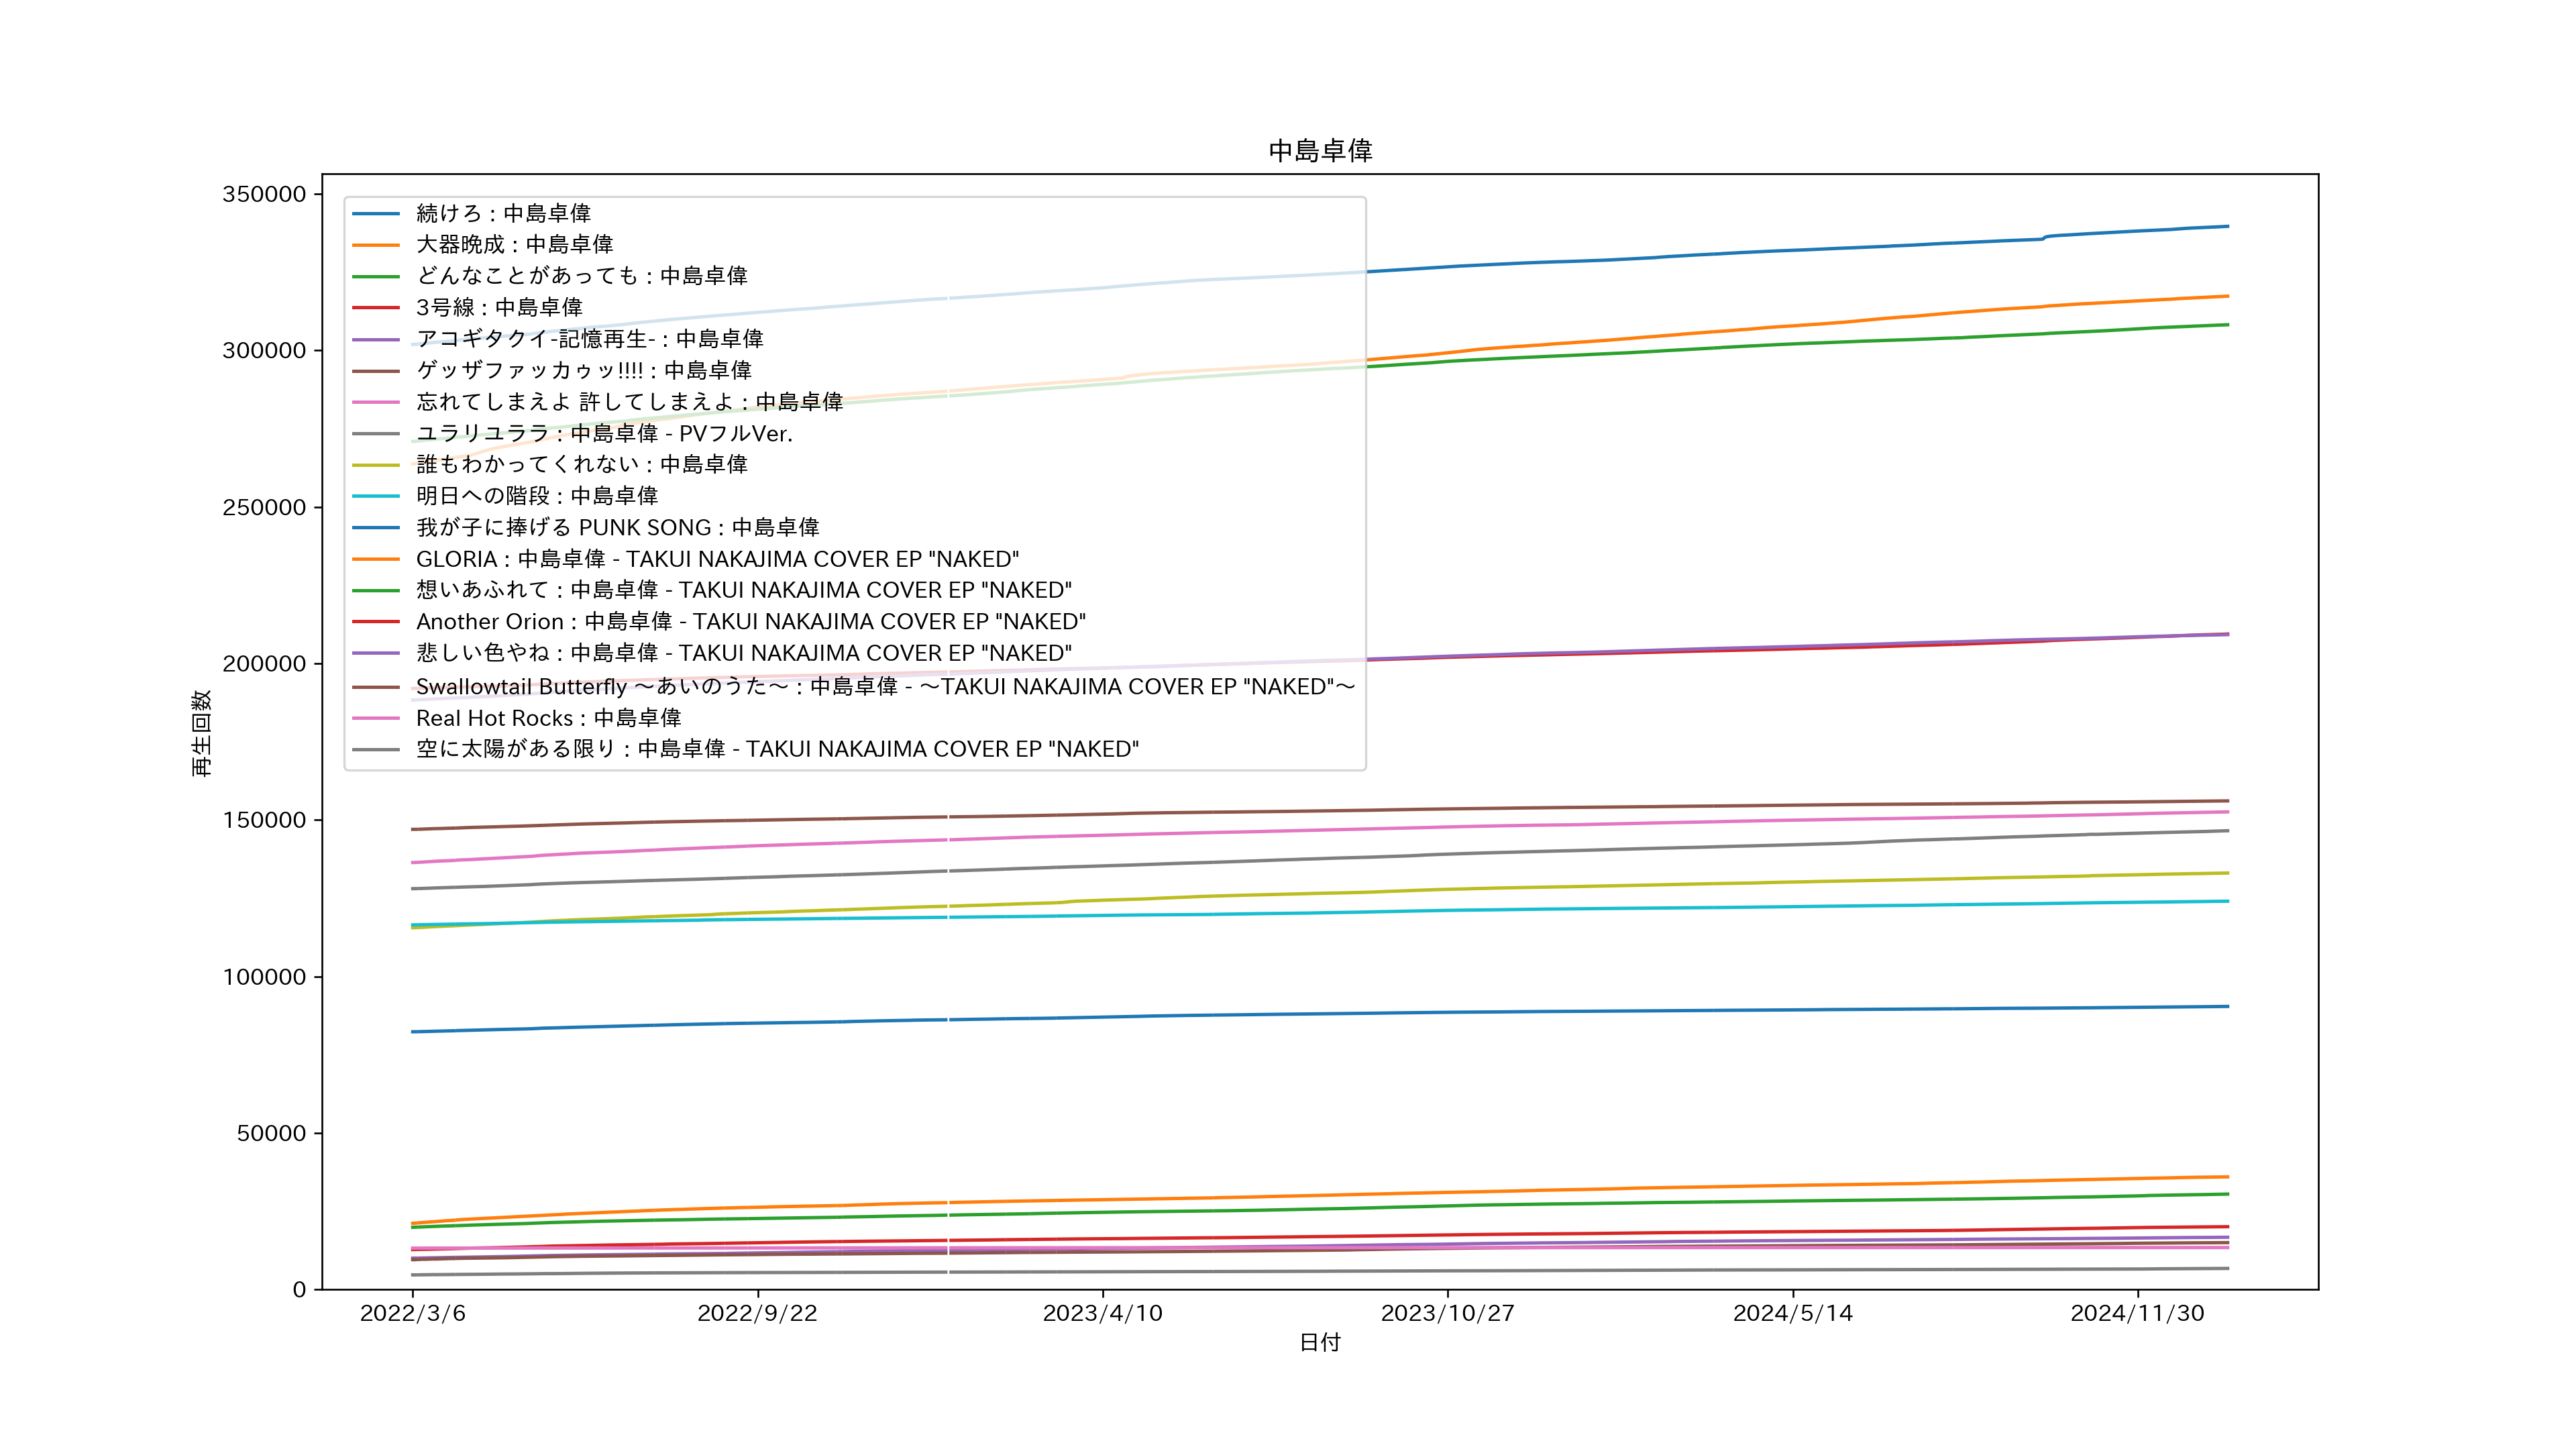 中島卓偉
350000
300000
250000
200000
150000
100000
50000
0
再生回数
続けろ : 中島卓偉
大器晩成 : 中島卓偉
どんなことがあっても : 中島卓偉
3号線 : 中島卓偉
アコギタクイ-記憶再生- : 中島卓偉
ゲッザファッカゥッ!!!! : 中島卓偉
忘れてしまえよ 許してしまえよ : 中島卓偉
ユラリユララ : 中島卓偉 - PVフルVer.
誰もわかってくれない : 中島卓偉
明日への階段 : 中島卓偉
我が子に捧げる PUNK SONG : 中島卓偉
GLORIA : 中島卓偉 - TAKUI NAKAJIMA COVER EP "NAKED"
想いあふれて : 中島卓偉 - TAKUI NAKAJIMA COVER EP "NAKED"
Another Orion : 中島卓偉 - TAKUI NAKAJIMA COVER EP "NAKED"
悲しい色やね : 中島卓偉 - TAKUI NAKAJIMA COVER EP "NAKED"
Swallowtail Butterfly 〜あいのうた〜 : 中島卓偉 - 〜TAKUI NAKAJIMA COVER EP "NAKED"〜
Real Hot Rocks : 中島卓偉
空に太陽がある限り : 中島卓偉 - TAKUI NAKAJIMA COVER EP "NAKED"
2022/3/6
2022/9/22
2023/4/10
2023/10/27
2024/5/14
2024/11/30
日付